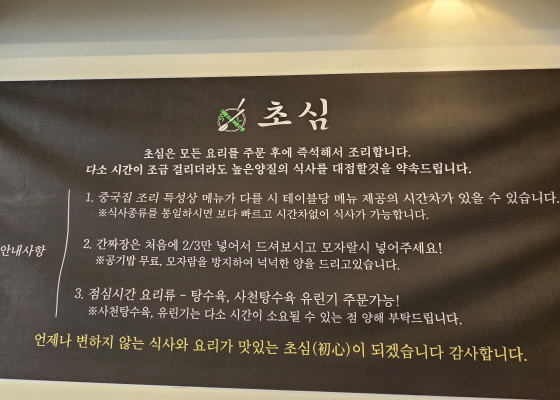 초심
초심은 모든 요리를 주문 후에 즉석해서 조리합니다.
다소 시간이 조금 걸리더라도 높은양질의 식사를 대접할것을 약속드립니다.
안내사항
1. 중국집 조리 특성상 메뉴가 다를 시 테이블당 메뉴 제공의 시간차가 있을 수 있습니다.
※식사종류를 통일하시면 보다 빠르고 시간차없이 식사가 가능합니다.
2. 간짜장은 처음에 2/3만 넣어서 드셔보시고 모자랄시 넣어주세요!
※공기밥 무료, 모자람을 방지하여 넉넉한 양을 드리고있습니다.
3. 점심시간 요리류 - 탕수육, 사천탕수육 유린기 주문가능!
※사천탕수육, 유린기는 다소 시간이 소요될 수 있는 점 양해 부탁드립니다.
언제나 변하지 않는 식사와 요리가 맛있는 초심(初心)이 되겠습니다 감사합니다.